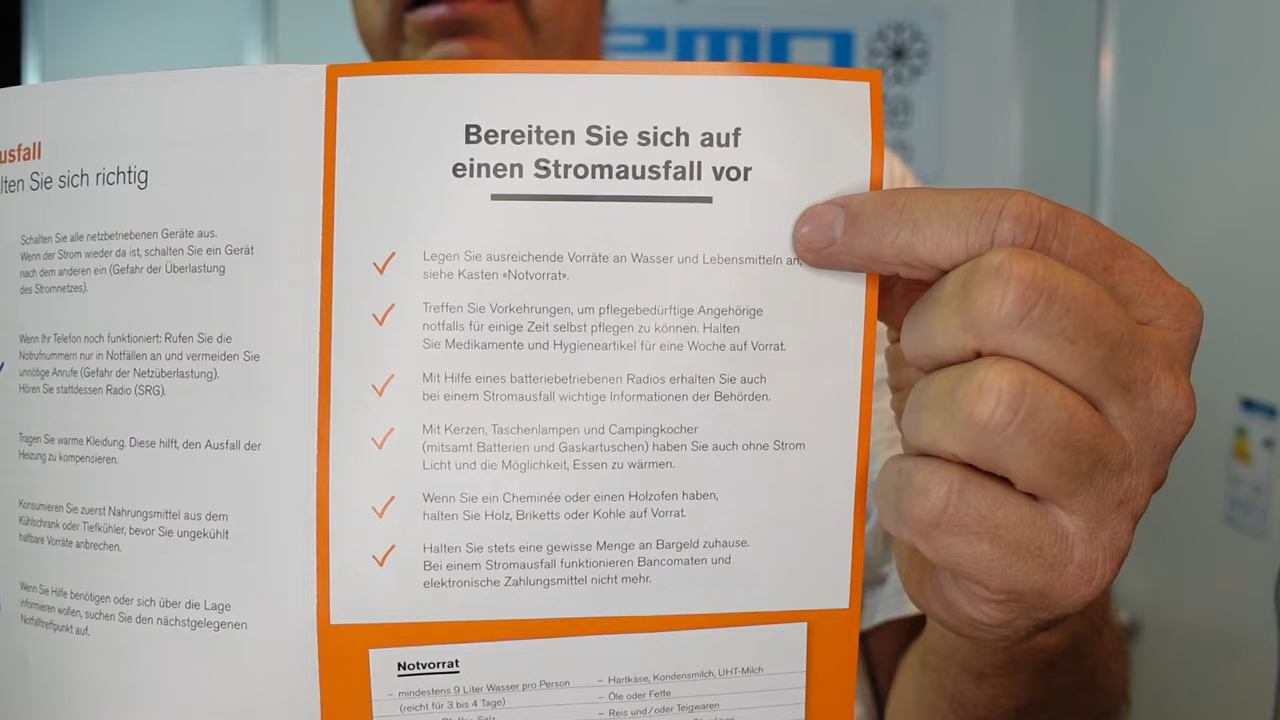 usfall
lten Sie sich richtig
Schalten Sie alle netzbetriebenen Geräte aus.
Wenn der Strom wieder da ist, schalten Sie ein Gerät
nach dem anderen ein (Gefahr der Überlastung
des Stromnetzes).
Wenn Ihr Telefon noch funktioniert: Rufen Sie die
Notrufnummern nur in Notfällen an und vermeiden Sie
unnötige Anrufe (Gefahr der Netzüberlastung).
Hören Sie stattdessen Radio (SRG).
Tragen Sie warme Kleidung. Diese hilft, den Ausfall der
Heizung zu kompensieren.
Konsumieren Sie zuerst Nahrungsmittel aus dem
Kühlschrank oder Tiefkühler, bevor Sie ungekühlt
haltbare Vorräte anbrechen.
Wenn Sie Hilfe benötigen oder sich über die Lage
informieren wollen, suchen Sie den nächstgelegenen
Notfalltreffpunkt auf.
Bereiten Sie sich auf
einen Stromausfall vor
Legen Sie ausreichende Vorräte an Wasser und Lebensmitteln an,
siehe Kasten «Notvorrat».
Treffen Sie Vorkehrungen, um pflegebedürftige Angehörige
notfalls für einige Zeit selbst pflegen zu können. Halten
Sie Medikamente und Hygieneartikel für eine Woche auf Vorrat.
Mit Hilfe eines batteriebetriebenen Radios erhalten Sie auch
bei einem Stromausfall wichtige Informationen der Behörden.
Mit Kerzen, Taschenlampen und Campingkocher
(mitsamt Batterien und Gaskartuschen) haben Sie auch ohne Strom
Licht und die Möglichkeit, Essen zu wärmen.
Wenn Sie ein Cheminée oder einen Holzofen haben,
halten Sie Holz, Briketts oder Kohle auf Vorrat.
Halten Sie stets eine gewisse Menge an Bargeld zuhause.
Bei einem Stromausfall funktionieren Bancomaten und
elektronische Zahlungsmittel nicht mehr.
Notvorrat
– mindestens 9 Liter Wasser pro Person
(reicht für 3 bis 4 Tage)
– Hartkäse, Kondensmilch, UHT-Milch
– Öle oder Fette
– Reis und/oder Teigwaren